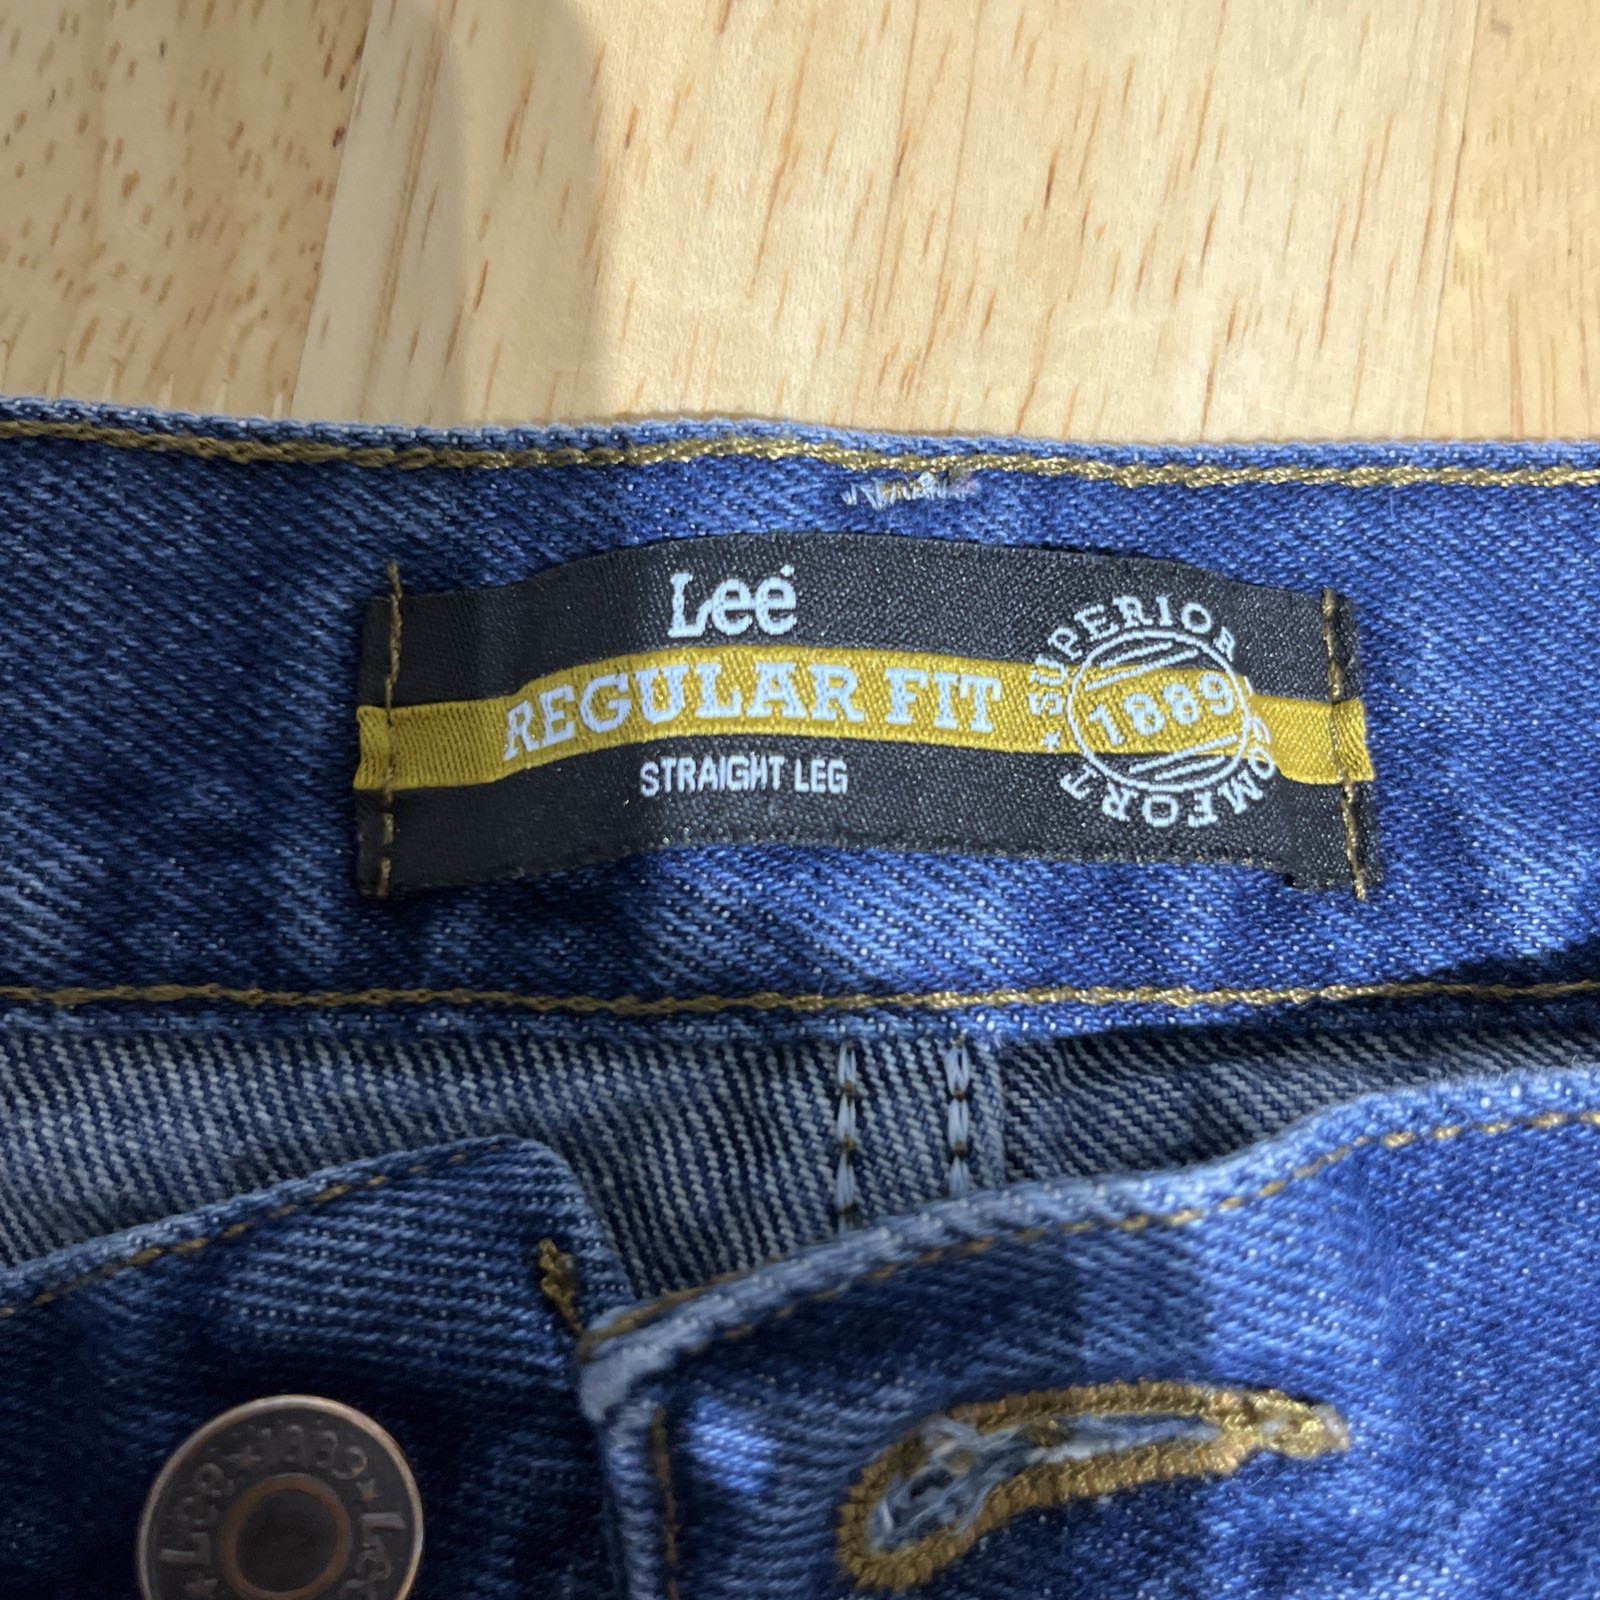 Lee
REGULAR FIT
STRAIGHT LEG
SUPERIOR
1889
COMFORT
Lee ★ 1889 ★ Lee